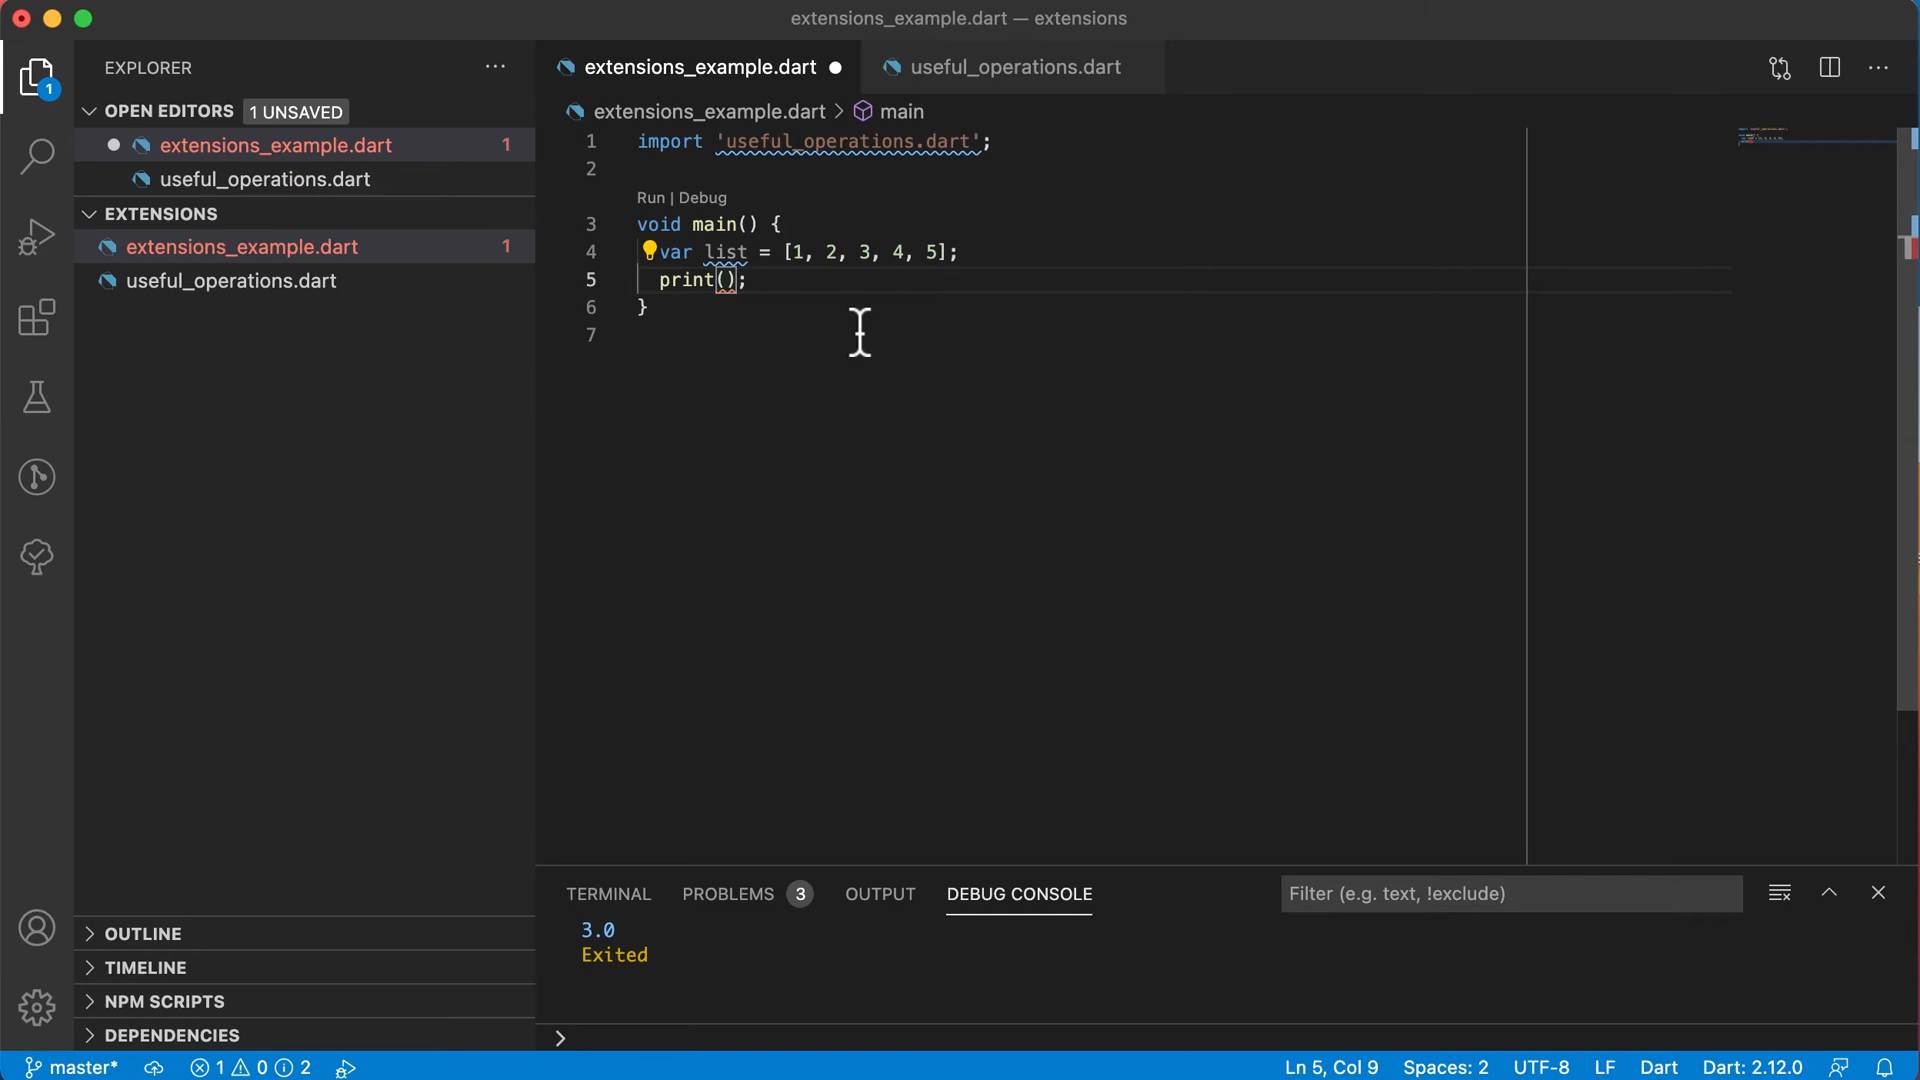 extensions_example.dart — extensions
EXPLORER
1
OPEN EDITORS 1 UNSAVED
extensions_example.dart 1
useful_operations.dart
EXTENSIONS
extensions_example.dart 1
useful_operations.dart
OUTLINE
TIMELINE
NPM SCRIPTS
DEPENDENCIES
extensions_example.dart
useful_operations.dart
extensions_example.dart > main
1 import 'useful_operations.dart';
2
Run | Debug
3 void main() {
4 var list = [1, 2, 3, 4, 5];
5 print();
6 }
7
TERMINAL PROBLEMS 3 OUTPUT DEBUG CONSOLE Filter (e.g. text, !exclude)
3.0
Exited
master* 1 0 2 Ln 5, Col 9 Spaces: 2 UTF-8 LF Dart Dart: 2.12.0